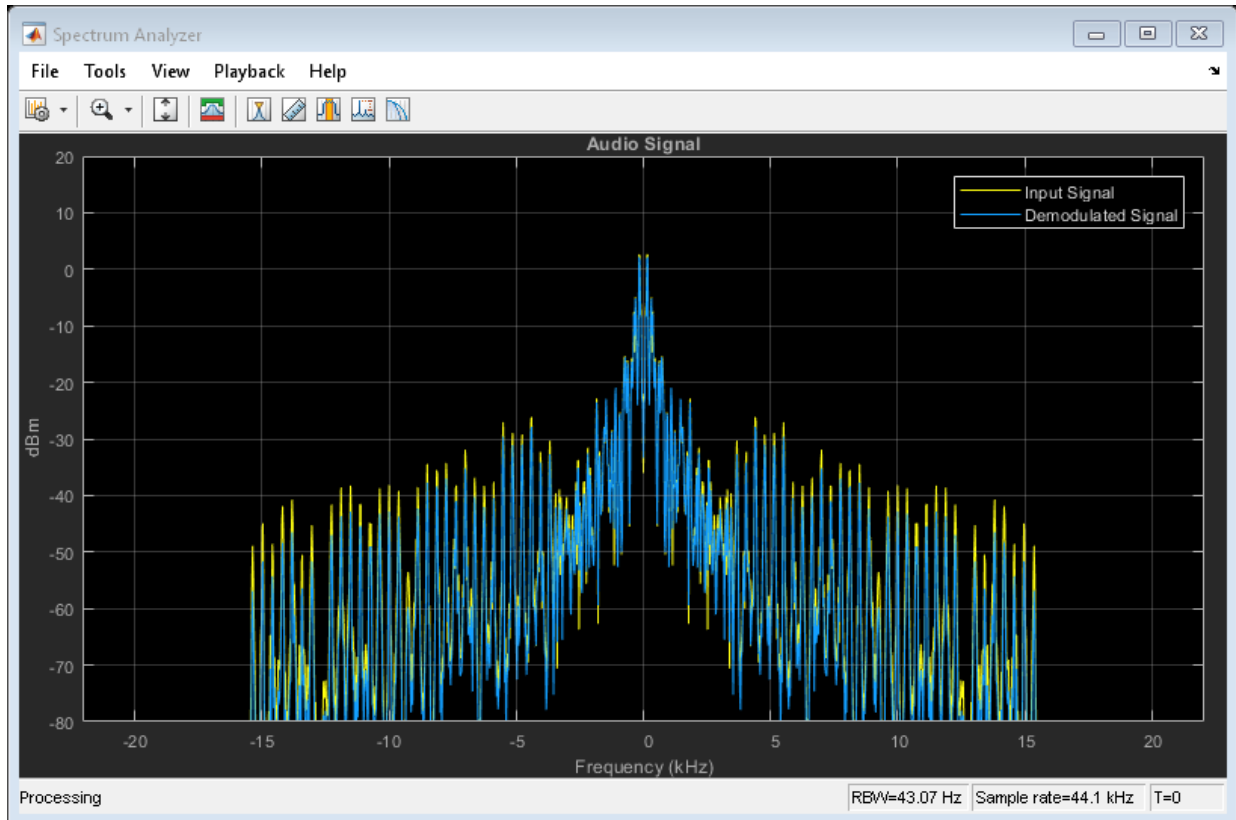 Spectrum Analyzer
File Tools View Playback Help
Audio Signal
20
10
0
-10
-20
-30
-40
-50
-60
-70
-80
dBm
Input Signal
Demodulated Signal
-20 -15 -10 -5 0 5 10 15 20
Frequency (kHz)
Processing RBW=43.07 Hz Sample rate=44.1 kHz T=0